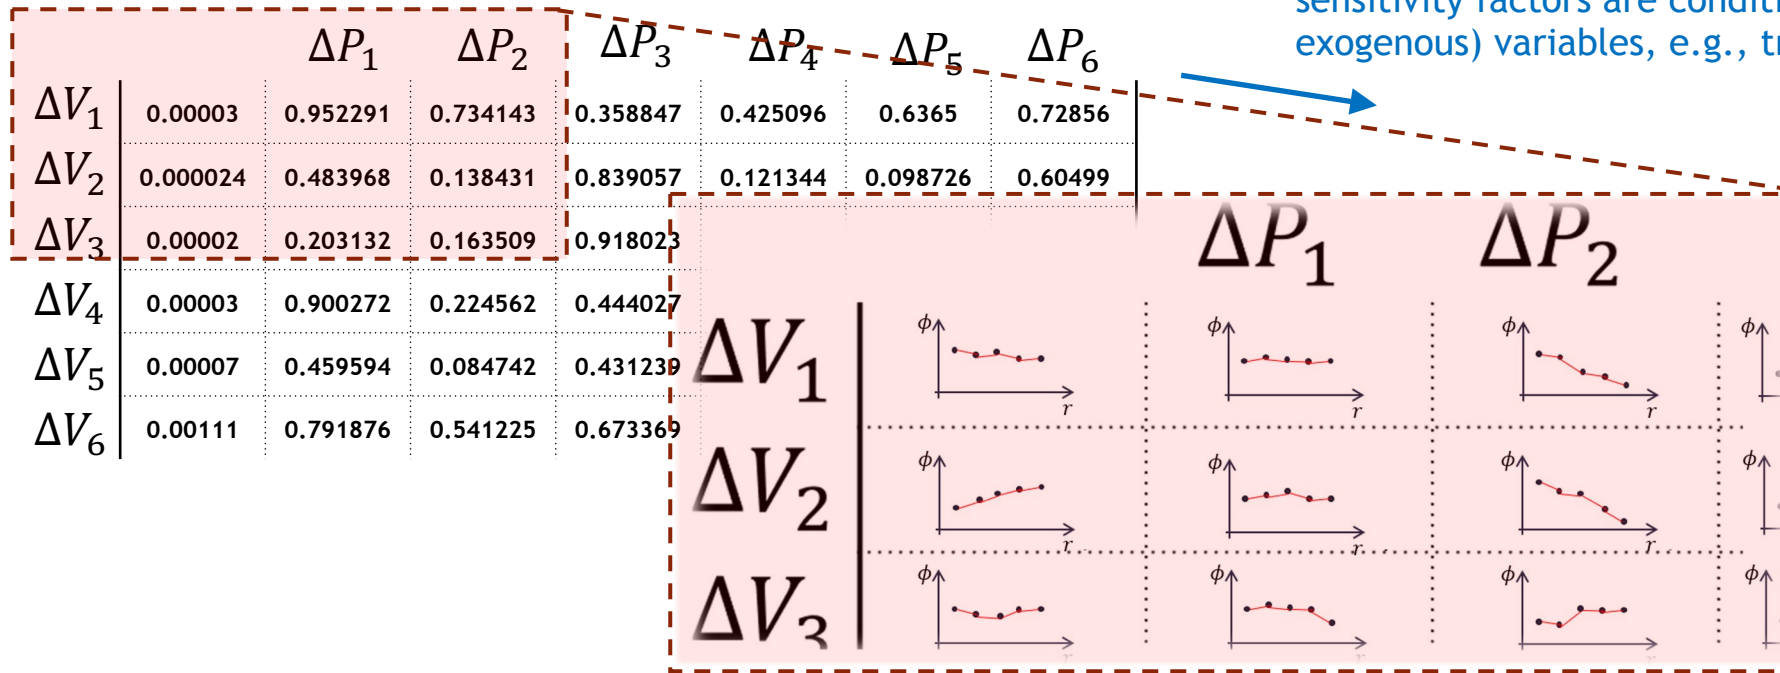 sensitivity factors are
exogenous) variables, e.g.,
ΔP1 ΔP2 ΔP3 ΔP4 ΔP5 ΔP6
ΔV1 0.00003 0.952291 0.734143 0.358847 0.425096 0.6365 0.72856
ΔV2 0.000024 0.483968 0.138431 0.839057 0.121344 0.098726 0.60499
ΔV3 0.00002 0.203132 0.163509 0.918023
ΔV4 0.00003 0.900272 0.224562 0.444027
ΔV5 0.00007 0.459594 0.084742 0.431239
ΔV6 0.00111 0.791876 0.541225 0.673369
ΔP1 ΔP2
ΔV1 ϕ r ϕ r ϕ r ϕ
ΔV2 ϕ r ϕ r ϕ r ϕ
ΔV3 ϕ r ϕ r ϕ r ϕ